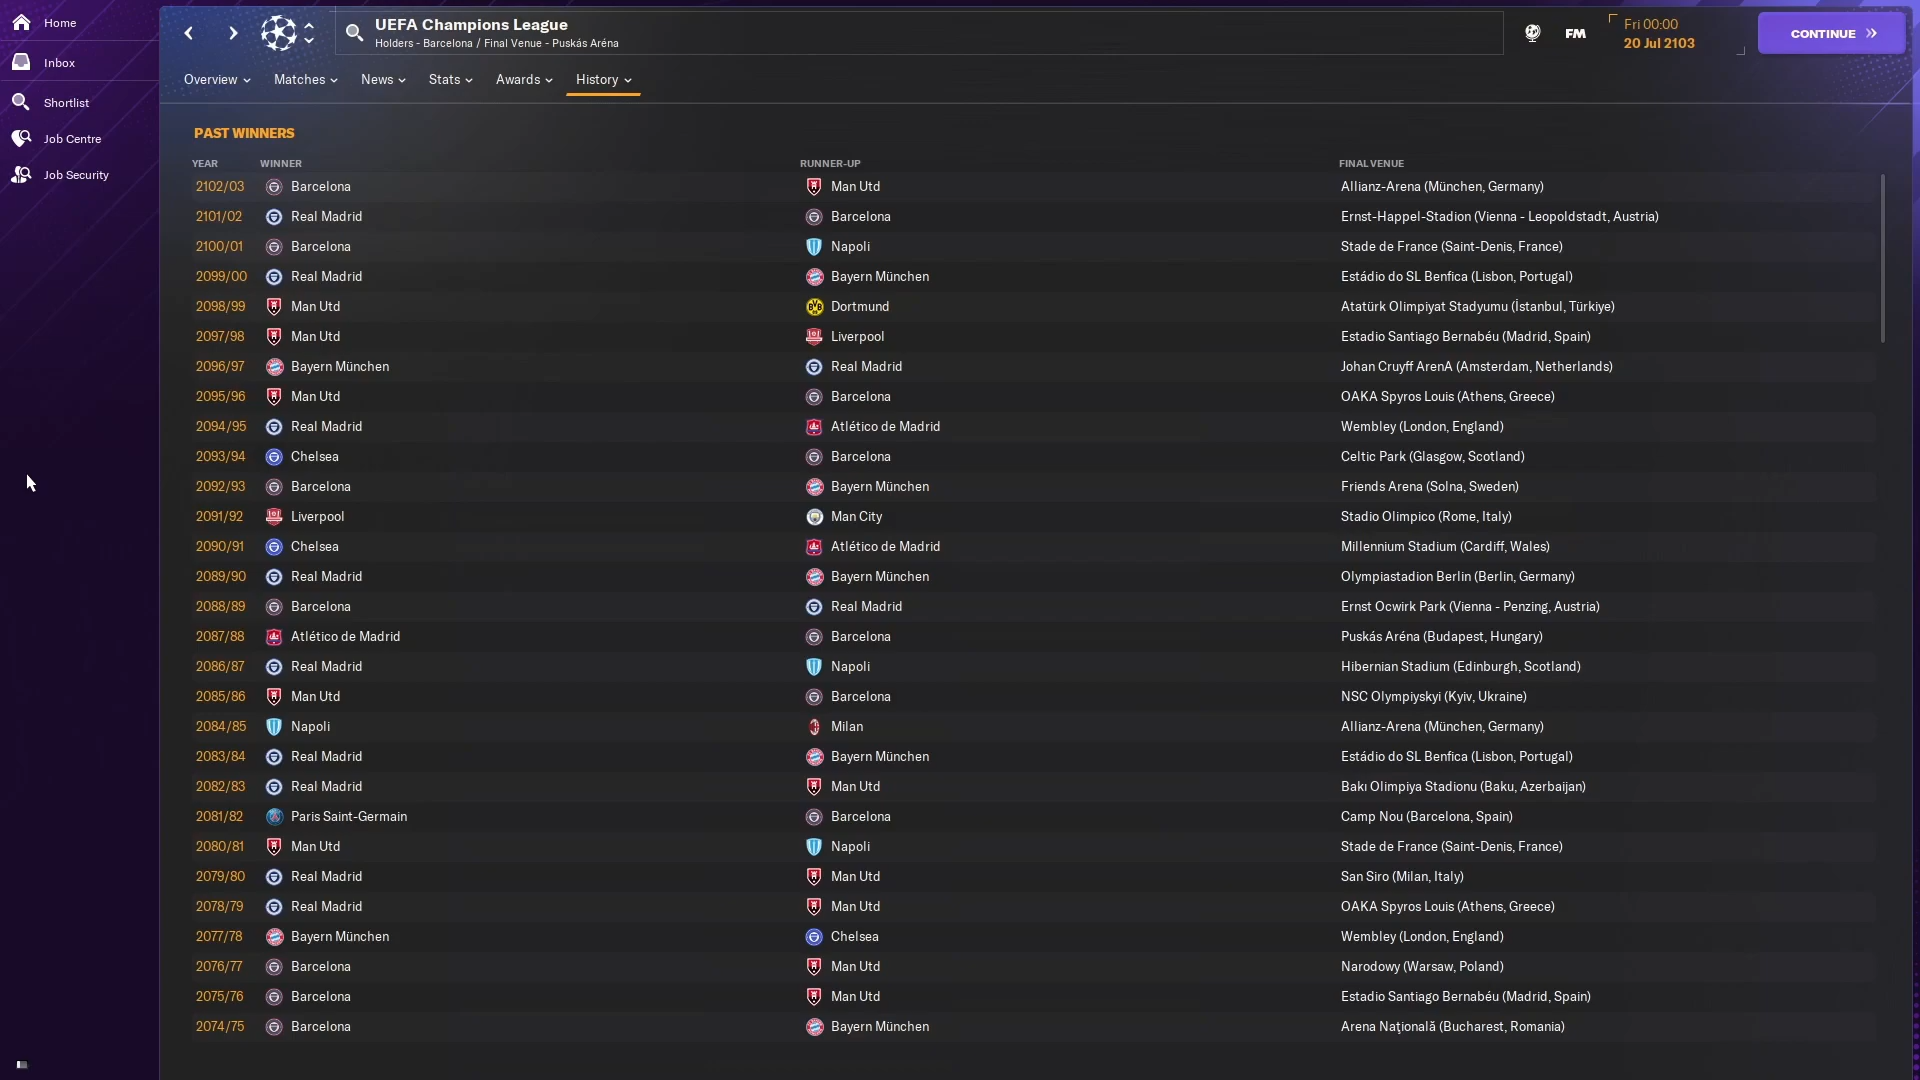 Home
Inbox
Shortlist
Job Centre
Job Security
UEFA Champions League
Holders - Barcelona / Final Venue - Puskás Aréna
FM
Fri 00:00
20 Jul 2103
CONTINUE
Overview Matches News Stats Awards History
PAST WINNERS
YEAR WINNER RUNNER-UP FINAL VENUE
2102/03 Barcelona Man Utd Allianz-Arena (München, Germany)
2101/02 Real Madrid Barcelona Ernst-Happel-Stadion (Vienna - Leopoldstadt, Austria)
2100/01 Barcelona Napoli Stade de France (Saint-Denis, France)
2099/00 Real Madrid Bayern München Estádio do SL Benfica (Lisbon, Portugal)
2098/99 Man Utd Dortmund Atatürk Olimpiyat Stadyumu (İstanbul, Türkiye)
2097/98 Man Utd Liverpool Estadio Santiago Bernabéu (Madrid, Spain)
2096/97 Bayern München Real Madrid Johan Cruyff ArenA (Amsterdam, Netherlands)
2095/96 Man Utd Barcelona OAKA Spyros Louis (Athens, Greece)
2094/95 Real Madrid Atlético de Madrid Wembley (London, England)
2093/94 Chelsea Barcelona Celtic Park (Glasgow, Scotland)
2092/93 Barcelona Bayern München Friends Arena (Solna, Sweden)
2091/92 Liverpool Man City Stadio Olimpico (Rome, Italy)
2090/91 Chelsea Atlético de Madrid Millennium Stadium (Cardiff, Wales)
2089/90 Real Madrid Bayern München Olympiastadion Berlin (Berlin, Germany)
2088/89 Barcelona Real Madrid Ernst Ocwirk Park (Vienna - Penzing, Austria)
2087/88 Atlético de Madrid Barcelona Puskás Aréna (Budapest, Hungary)
2086/87 Real Madrid Napoli Hibernian Stadium (Edinburgh, Scotland)
2085/86 Man Utd Barcelona NSC Olympiyskyi (Kyiv, Ukraine)
2084/85 Napoli Milan Allianz-Arena (München, Germany)
2083/84 Real Madrid Bayern München Estádio do SL Benfica (Lisbon, Portugal)
2082/83 Real Madrid Man Utd Bakı Olimpiya Stadionu (Baku, Azerbaijan)
2081/82 Paris Saint-Germain Barcelona Camp Nou (Barcelona, Spain)
2080/81 Man Utd Napoli Stade de France (Saint-Denis, France)
2079/80 Real Madrid Man Utd San Siro (Milan, Italy)
2078/79 Real Madrid Man Utd OAKA Spyros Louis (Athens, Greece)
2077/78 Bayern München Chelsea Wembley (London, England)
2076/77 Barcelona Man Utd Narodowy (Warsaw, Poland)
2075/76 Barcelona Man Utd Estadio Santiago Bernabéu (Madrid, Spain)
2074/75 Barcelona Bayern München Arena Naţională (Bucharest, Romania)